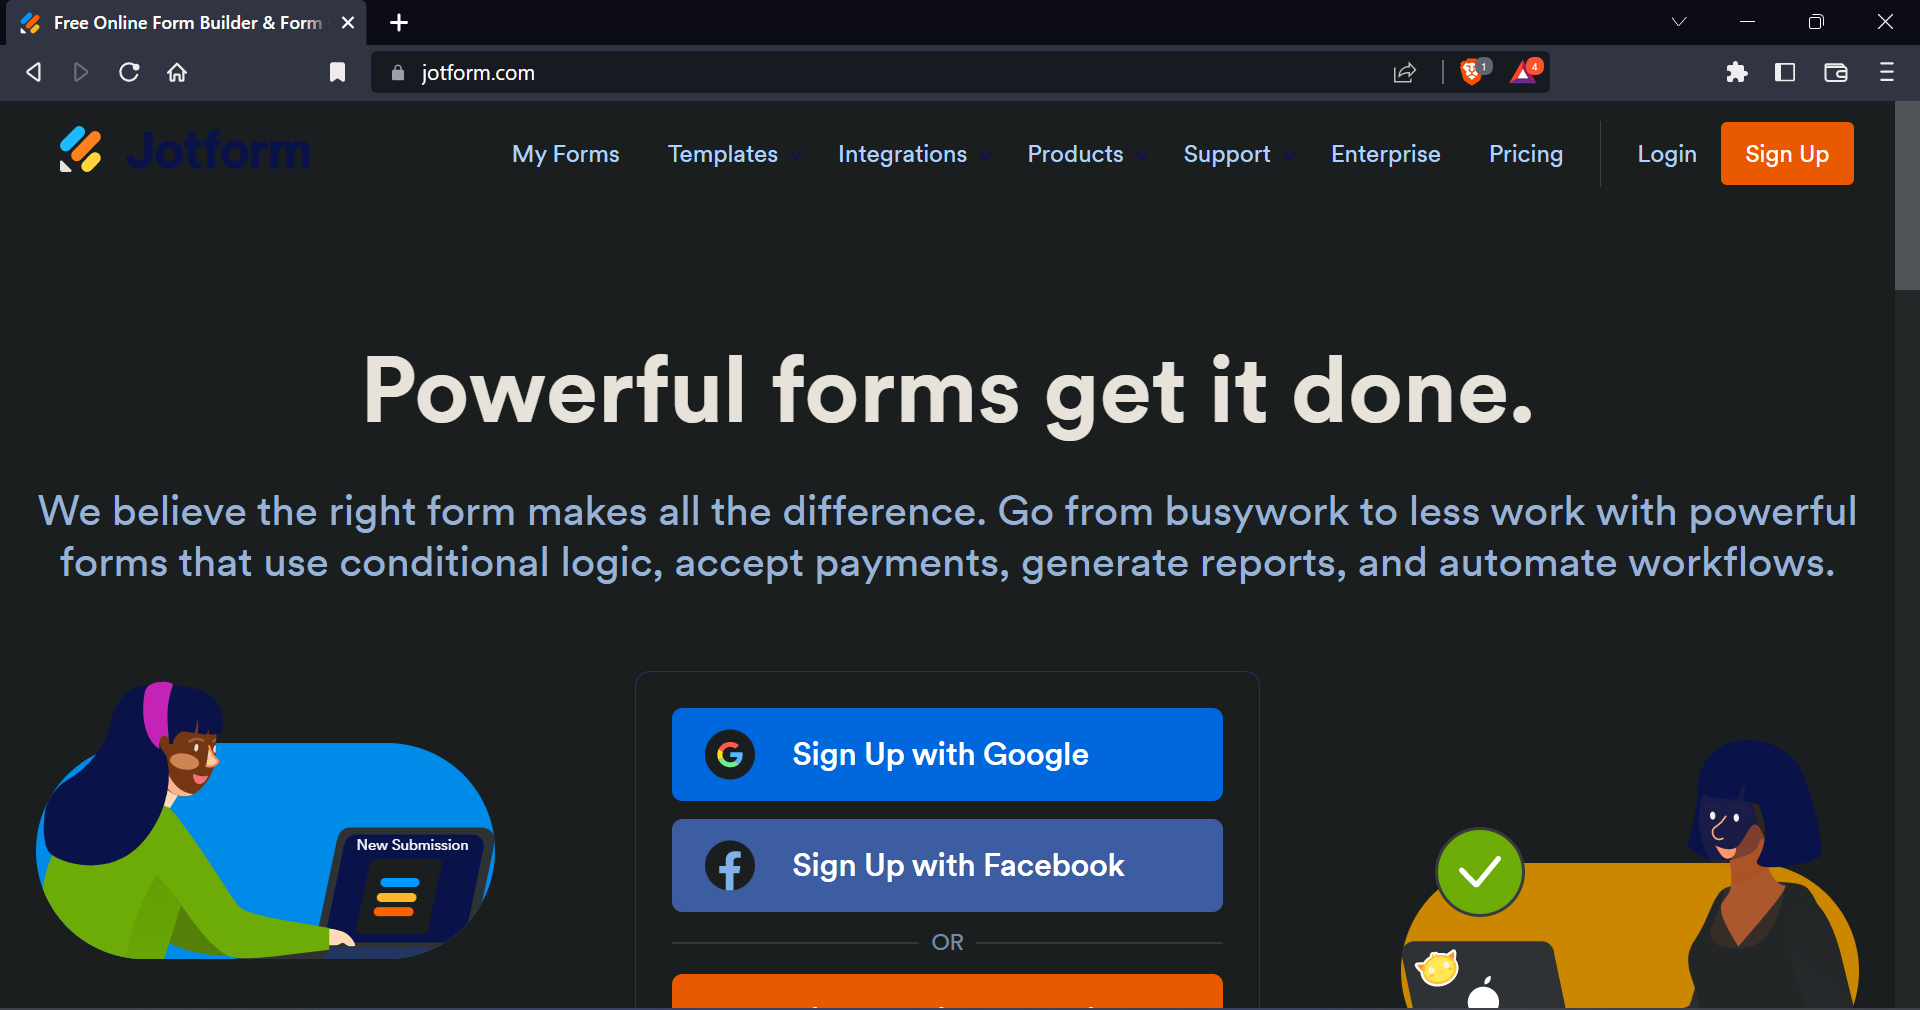 Free Online Form Builder & Form
jotform.com
1
4
Jotform
My Forms
Templates
Integrations
Products
Support
Enterprise
Pricing
Login
Sign Up
Powerful forms get it done.
We believe the right form makes all the difference. Go from busywork to less work with powerful
forms that use conditional logic, accept payments, generate reports, and automate workflows.
New Submission
Sign Up with Google
Sign Up with Facebook
OR